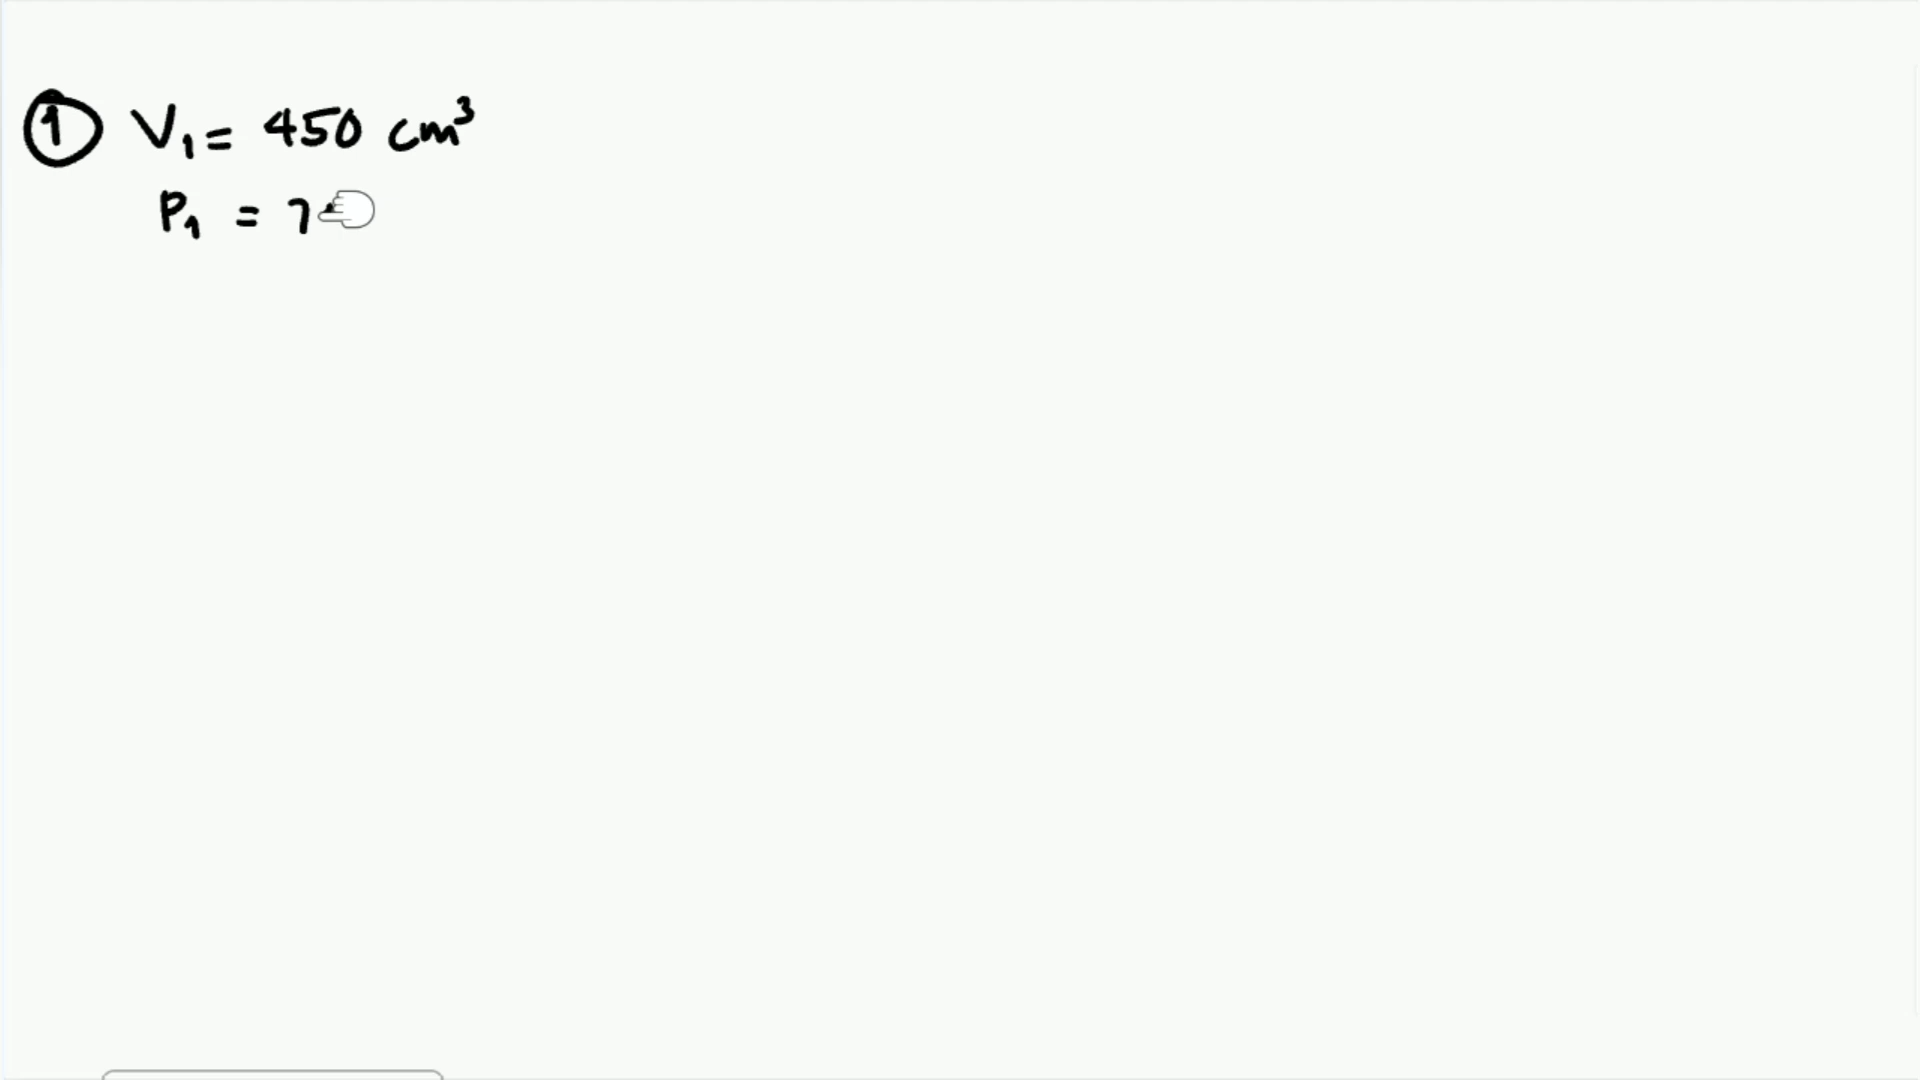 ① V₁ = 450 cm³
P₁ = 7